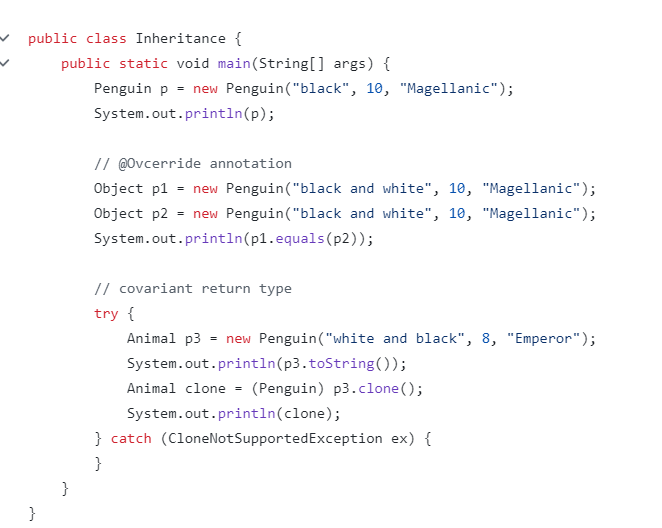 public class Inheritance {
    public static void main(String[] args) {
        Penguin p = new Penguin("black", 10, "Magellanic");
        System.out.println(p);

        // @Ovcerride annotation
        Object p1 = new Penguin("black and white", 10, "Magellanic");
        Object p2 = new Penguin("black and white", 10, "Magellanic");
        System.out.println(p1.equals(p2));

        // covariant return type
        try {
            Animal p3 = new Penguin("white and black", 8, "Emperor");
            System.out.println(p3.toString());
            Animal clone = (Penguin) p3.clone();
            System.out.println(clone);
        } catch (CloneNotSupportedException ex) {
        }
    }
}